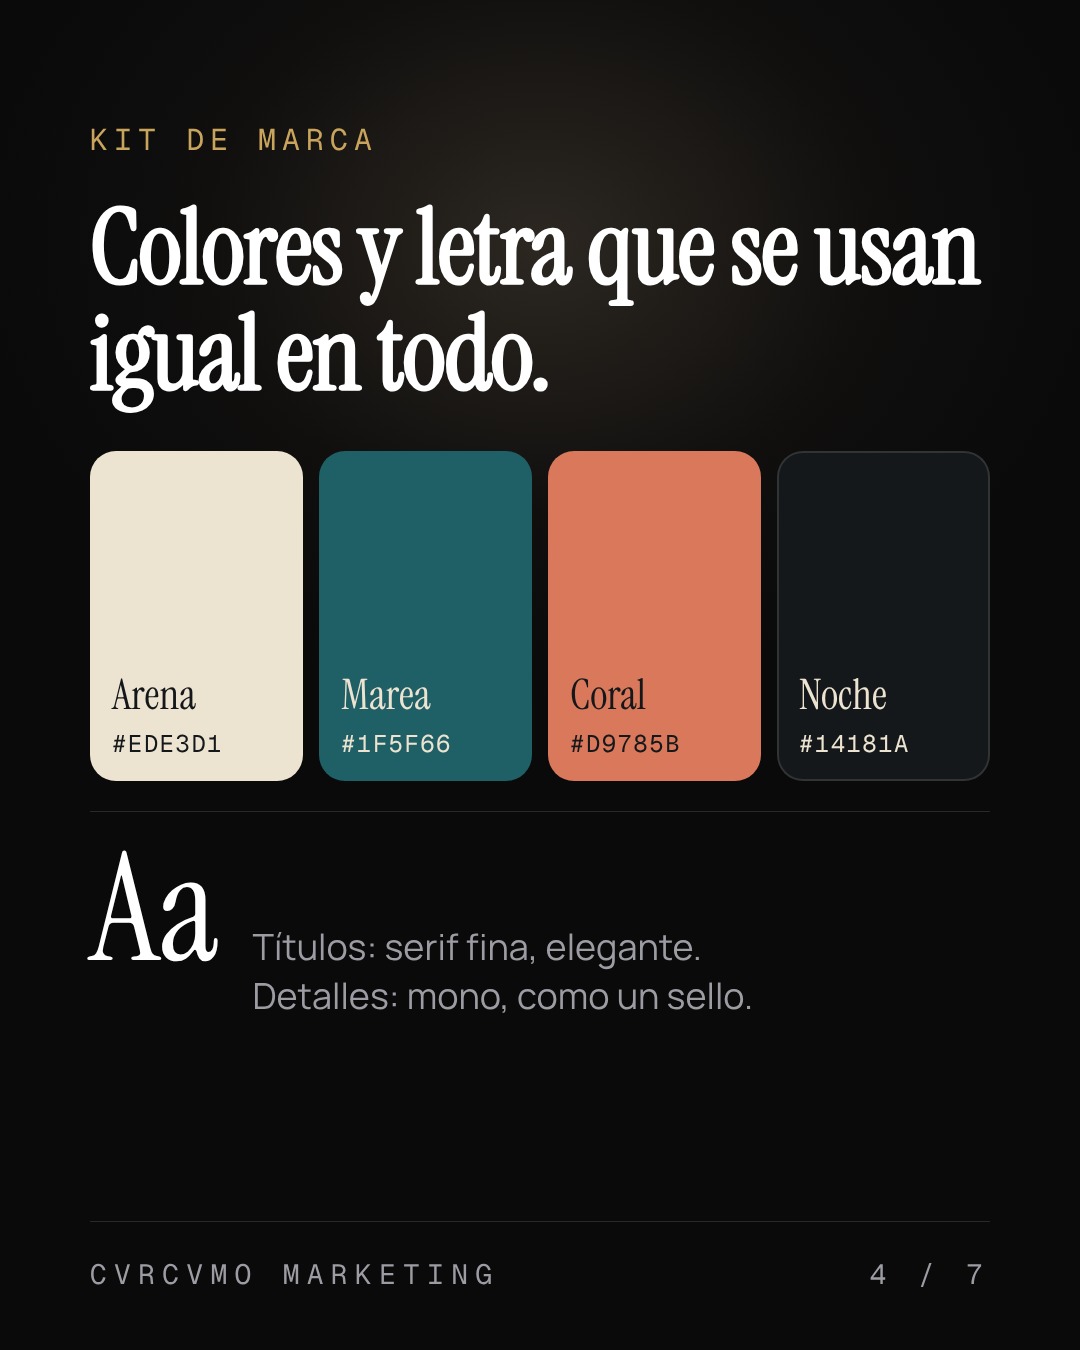 KIT DE MARCA
Colores y letra que se usan
igual en todo.
Arena
#EDE3D1
Marea
#1F5F66
Coral
#D9785B
Noche
#14181A
Aa
Títulos: serif fina, elegante.
Detalles: mono, como un sello.
CVRCVMO MARKETING
4 / 7